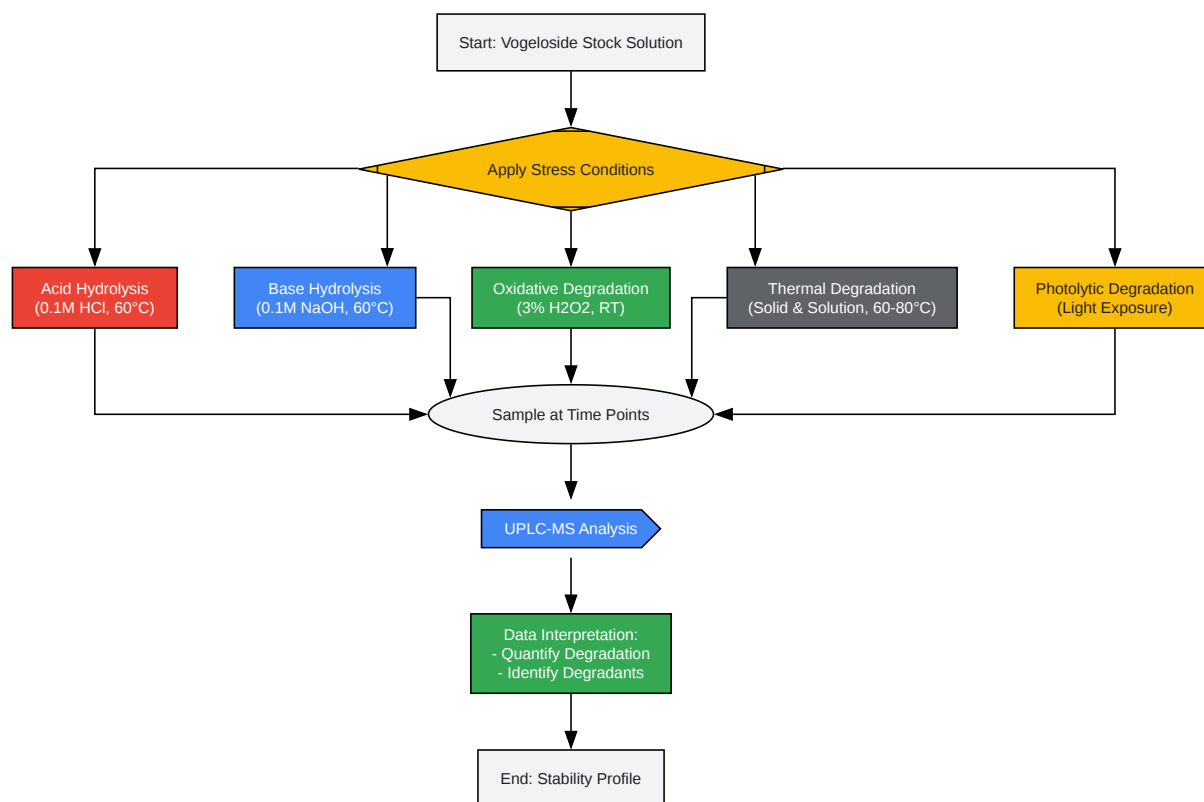 Start: Vogeloside Stock Solution
Apply Stress Conditions
Acid Hydrolysis
(0.1M HCl, 60°C)
Base Hydrolysis
(0.1M NaOH, 60°C)
Oxidative Degradation
(3% H2O2, RT)
Thermal Degradation
(Solid & Solution, 60-80°C)
Photolytic Degradation
(Light Exposure)
Sample at Time Points
UPLC-MS Analysis
Data Interpretation:
- Quantify Degradation
- Identify Degradants
End: Stability Profile